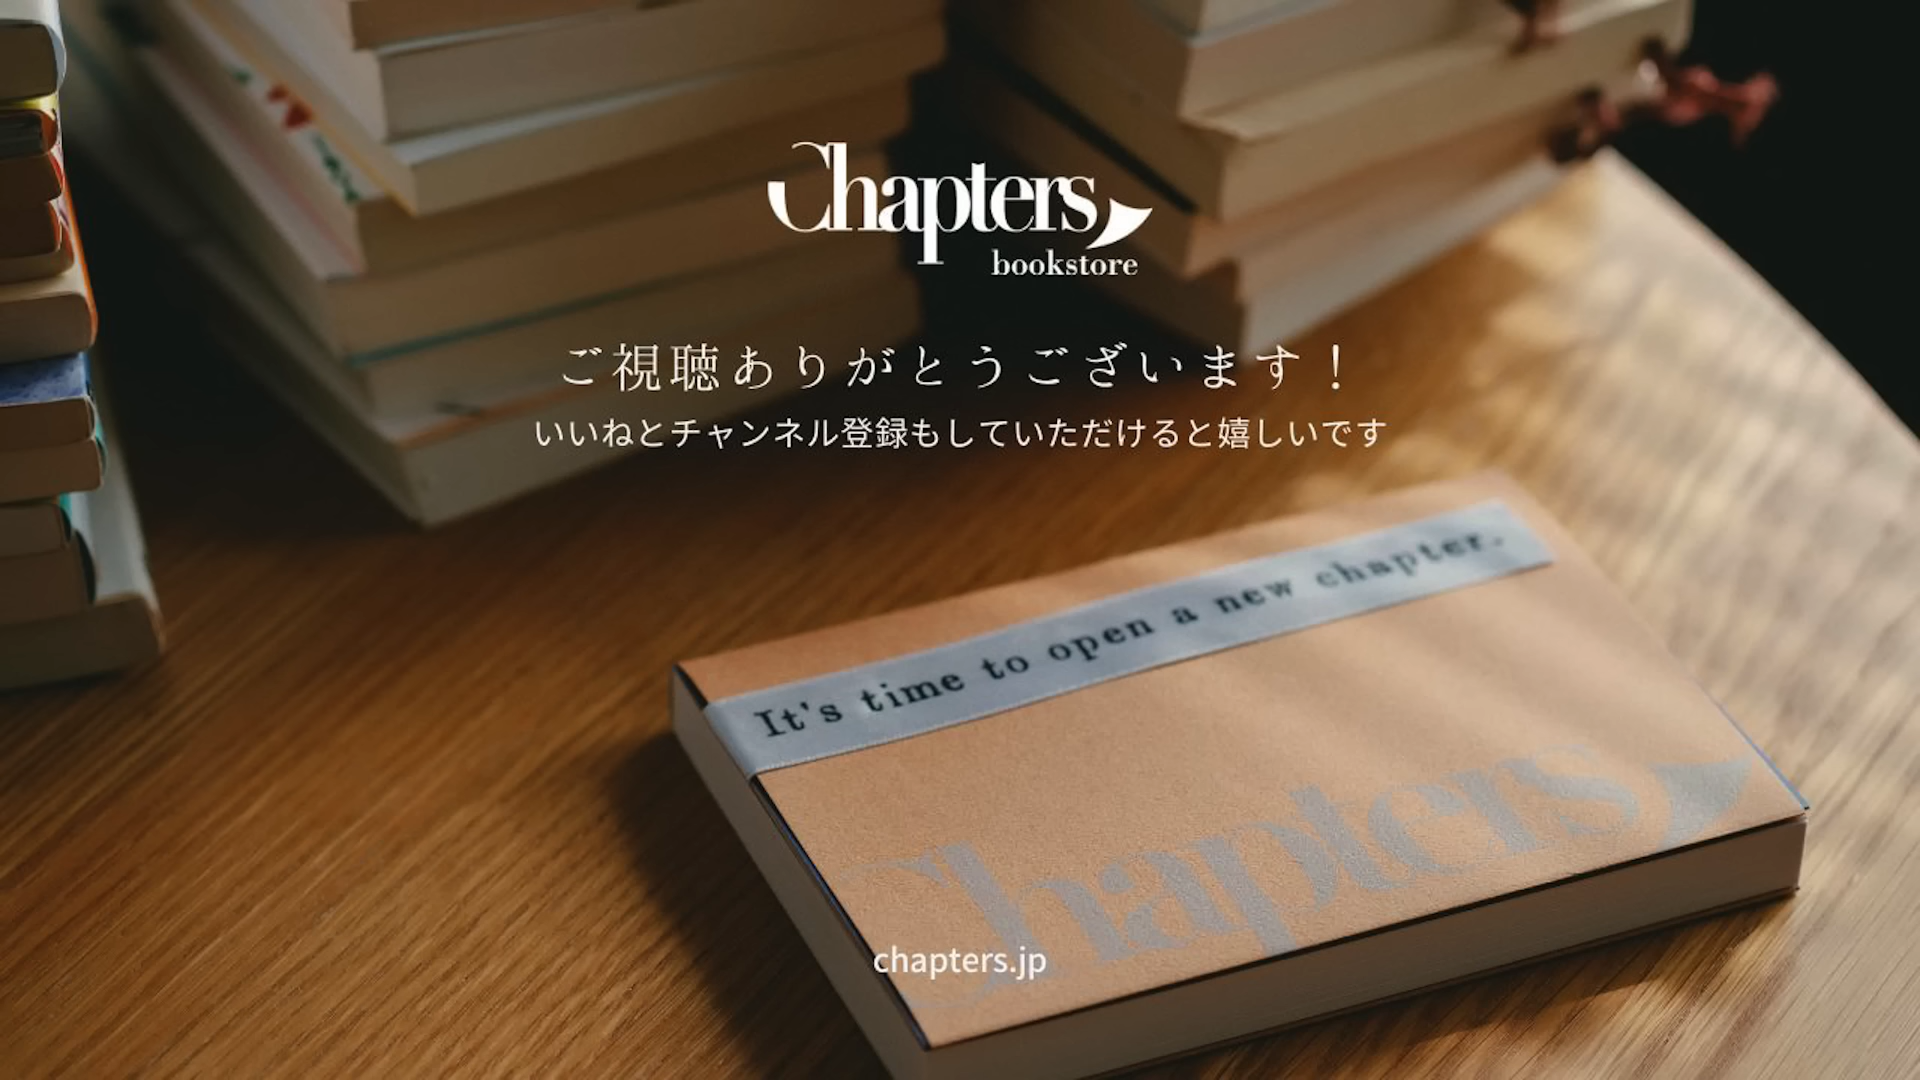 Chapters
bookstore
ご視聴ありがとうございます！
いいねとチャンネル登録もしていただけると嬉しいです
It's time to open a new chapter.
Chapters
chapters.jp